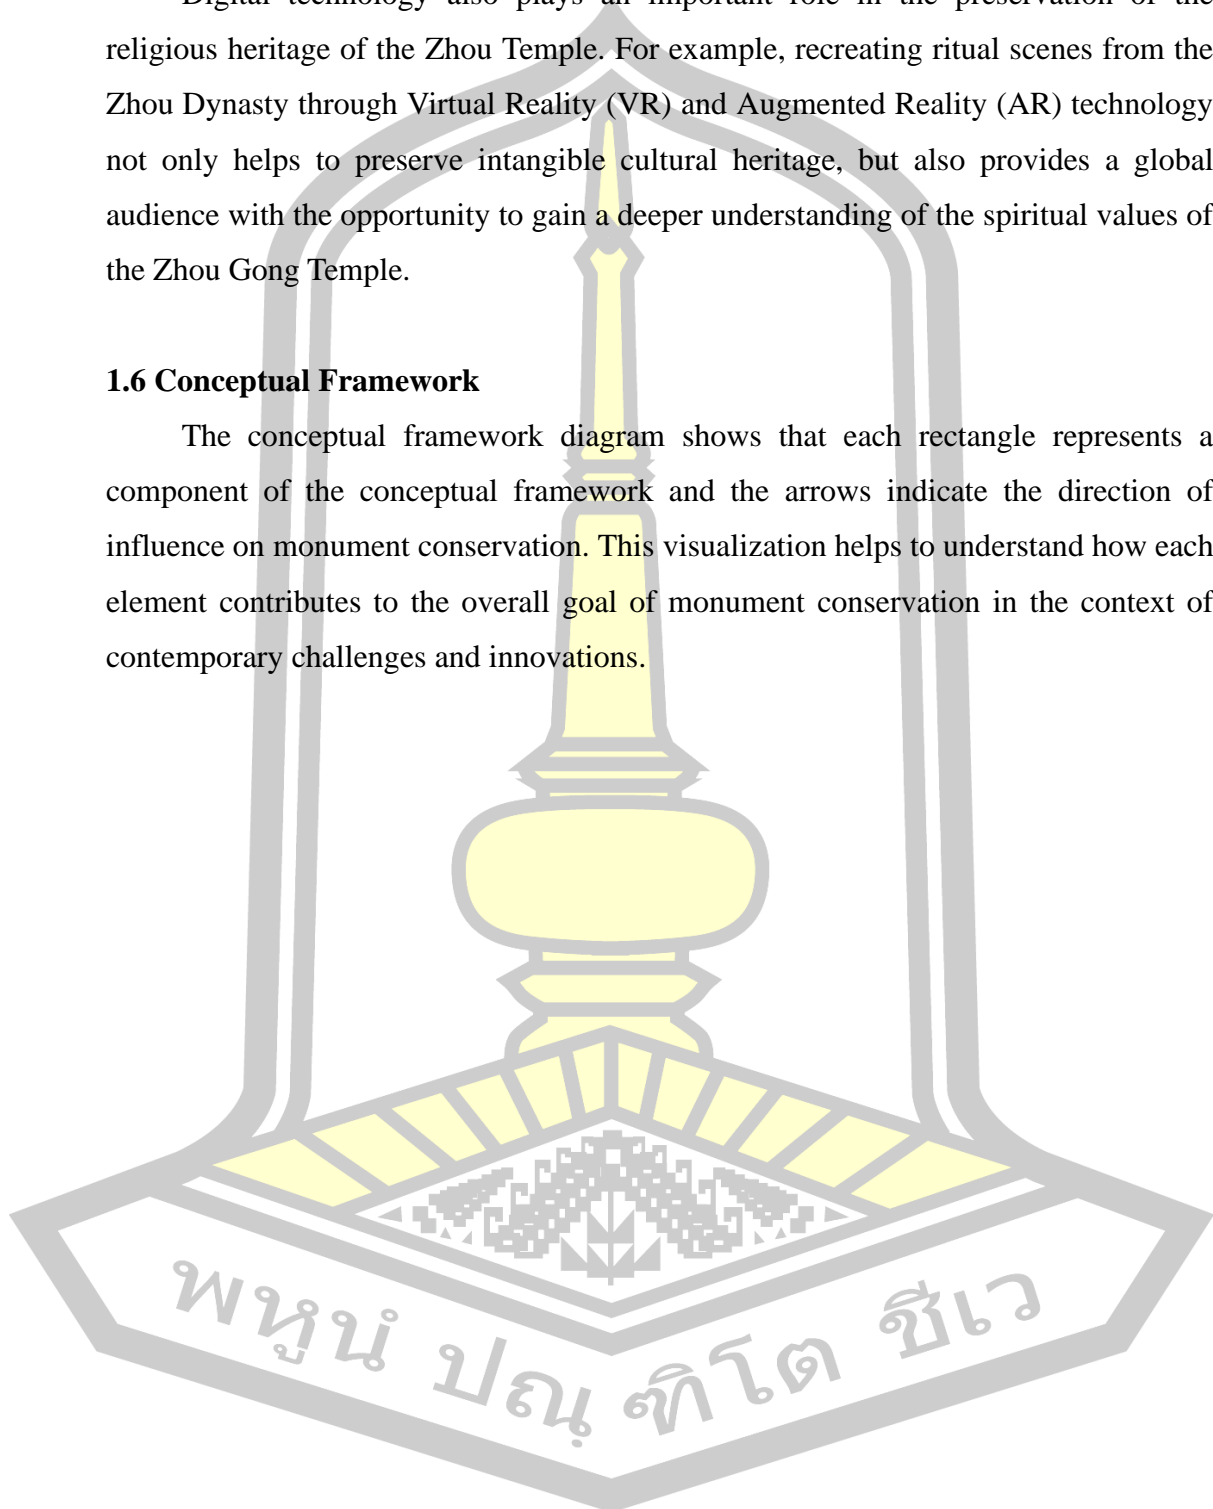 Digital technology also plays an important role in the preservation of the
religious heritage of the Zhou Temple. For example, recreating ritual scenes from the
Zhou Dynasty through Virtual Reality (VR) and Augmented Reality (AR) technology
not only helps to preserve intangible cultural heritage, but also provides a global
audience with the opportunity to gain a deeper understanding of the spiritual values of
the Zhou Gong Temple.
1.6 Conceptual Framework
The conceptual framework diagram shows that each rectangle represents a
component of the conceptual framework and the arrows indicate the direction of
influence on monument conservation. This visualization helps to understand how each
element contributes to the overall goal of monument conservation in the context of
contemporary challenges and innovations.
พหูนํ ปณฺ ฑิโต ชีเว